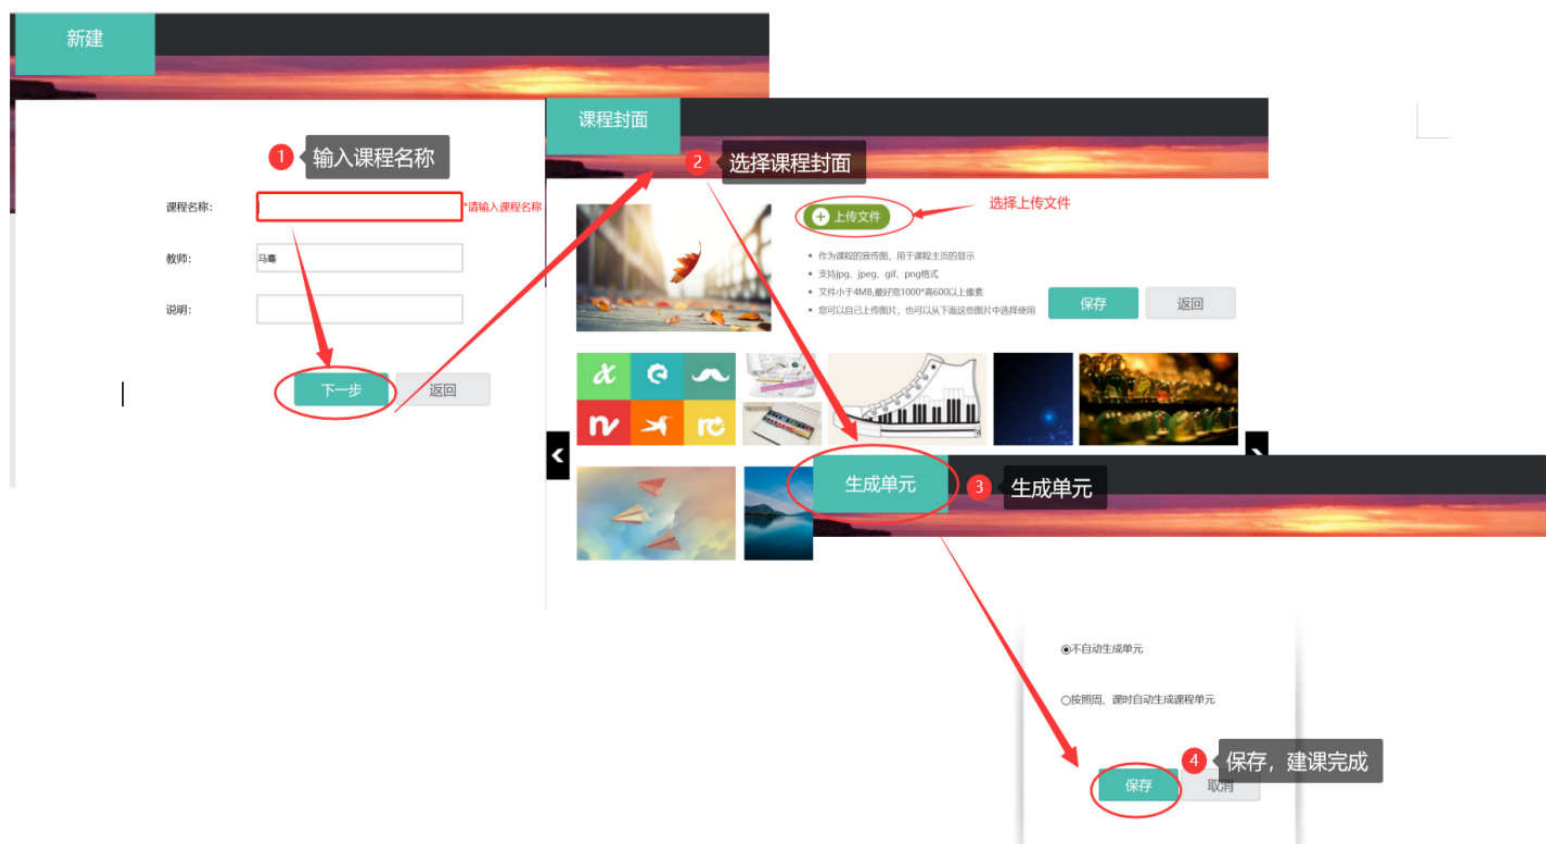 新建
1 输入课程名称
课程名称:
*请输入课程名称
教师:
马骞
说明:
下一步
返回
课程封面
2 选择课程封面
上传文件
选择上传文件
作为课程的宣传图，用于课程主页的显示
支持jpg、jpeg、gif、png格式
文件小于4MB,最好宽1000*高600以上像素
您可以自己上传图片，也可以从下面这些图片中选择使用
保存
返回
生成单元
3 生成单元
不自动生成单元
按照周、课时自动生成课程单元
4 保存，建课完成
保存
取消